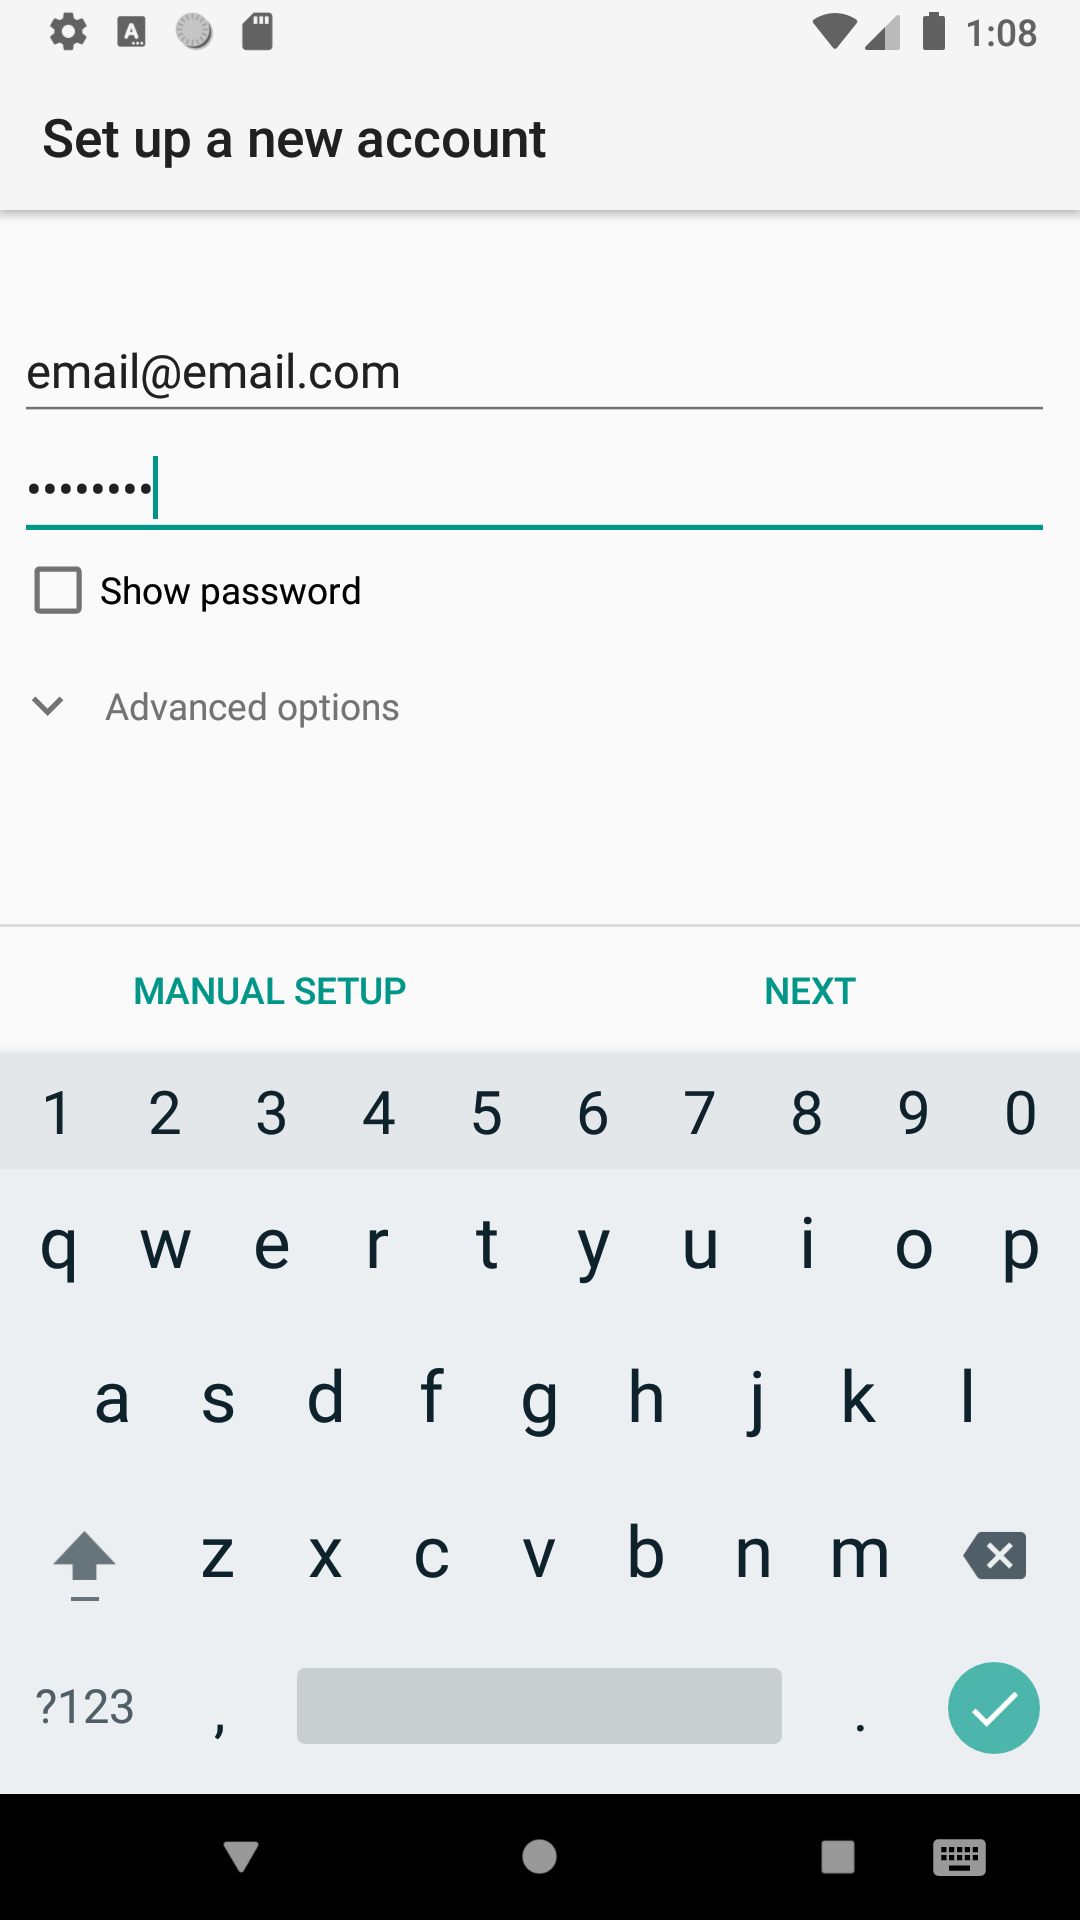 1:08
Set up a new account
email@email.com
••••••••
Show password
Advanced options
MANUAL SETUP NEXT
1 2 3 4 5 6 7 8 9 0
q w e r t y u i o p
a s d f g h j k l
z x c v b n m
?123 , .